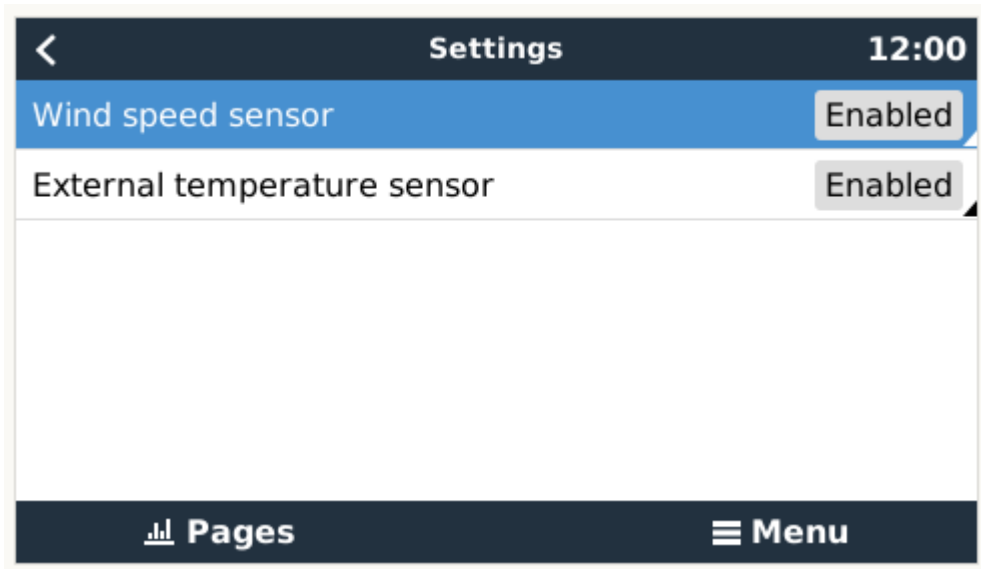 Settings 12:00
Wind speed sensor Enabled
External temperature sensor Enabled
Pages Menu